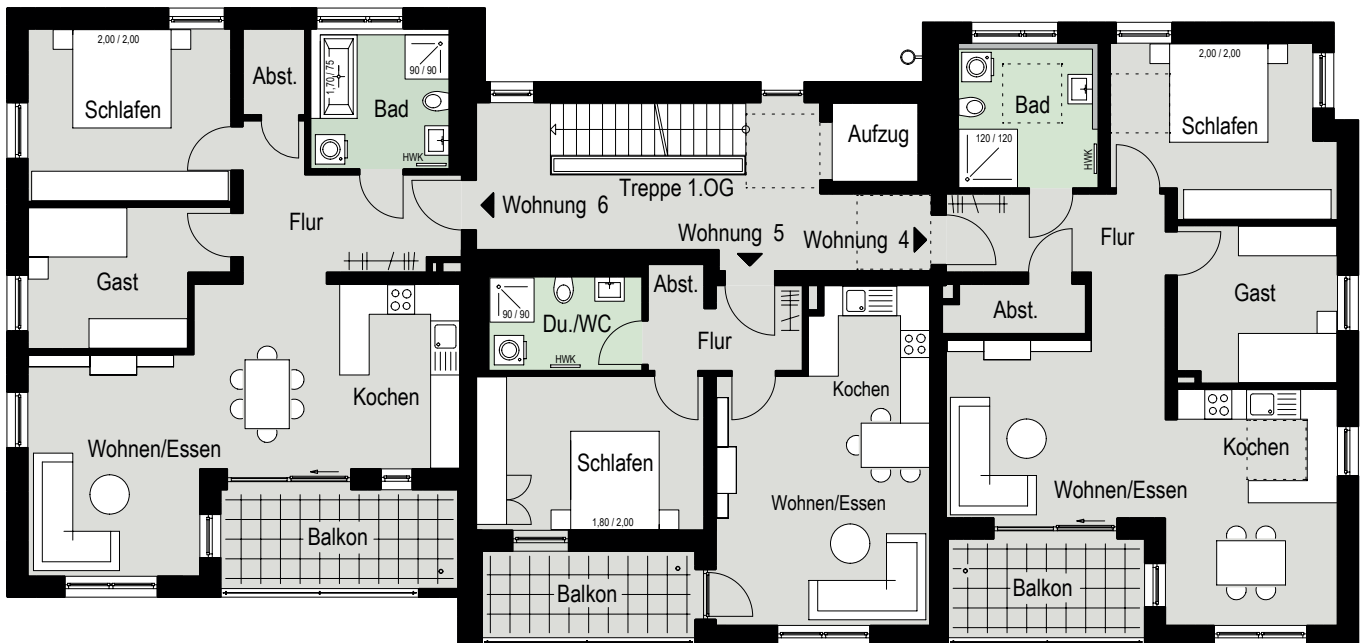 2,00 / 2,00
Schlafen
Abst.
1,70 / 75
90 / 90
Bad
HWK
Flur
Gast
Kochen
Wohnen/Essen
Balkon
Treppe 1.OG
Aufzug
Wohnung 6
Wohnung 5
Wohnung 4
Abst.
90 / 90
Du./WC
HWK
Flur
Kochen
Schlafen
1,80 / 2,00
Wohnen/Essen
Balkon
Bad
120 / 120
HWK
2,00 / 2,00
Schlafen
Flur
Abst.
Gast
Kochen
Wohnen/Essen
Balkon